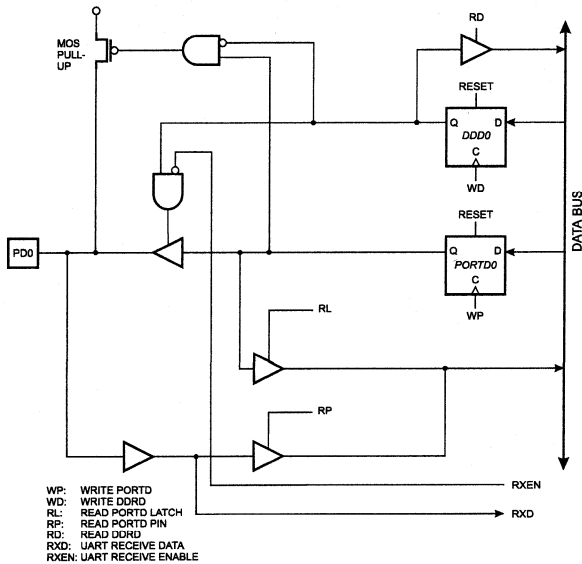 RD
MOS
PULL-
UP
RESET
Q D
DDD0
C
WD
RESET
PD0
Q D
PORTD0
C
WP
DATA BUS
RL
RP
RXEN
RXD
WP: WRITE PORTD
WD: WRITE DDRD
RL: READ PORTD LATCH
RP: READ PORTD PIN
RD: READ DDRD
RXD: UART RECEIVE DATA
RXEN: UART RECEIVE ENABLE